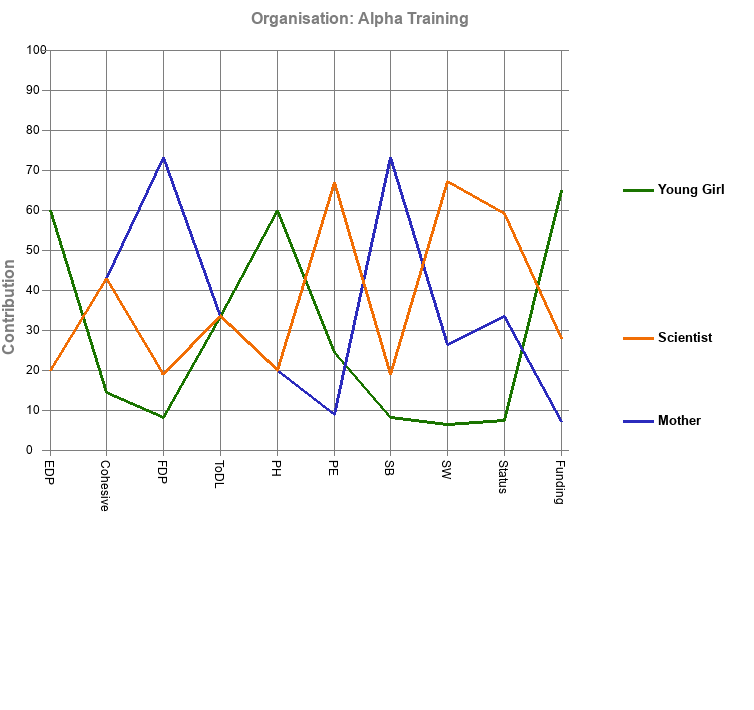 Organisation: Alpha Training
Contribution
100
90
80
70
60
50
40
30
20
10
0
EDP
Cohesive
FDP
ToDL
PH
PE
SB
SW
Status
Funding
Young Girl
Scientist
Mother